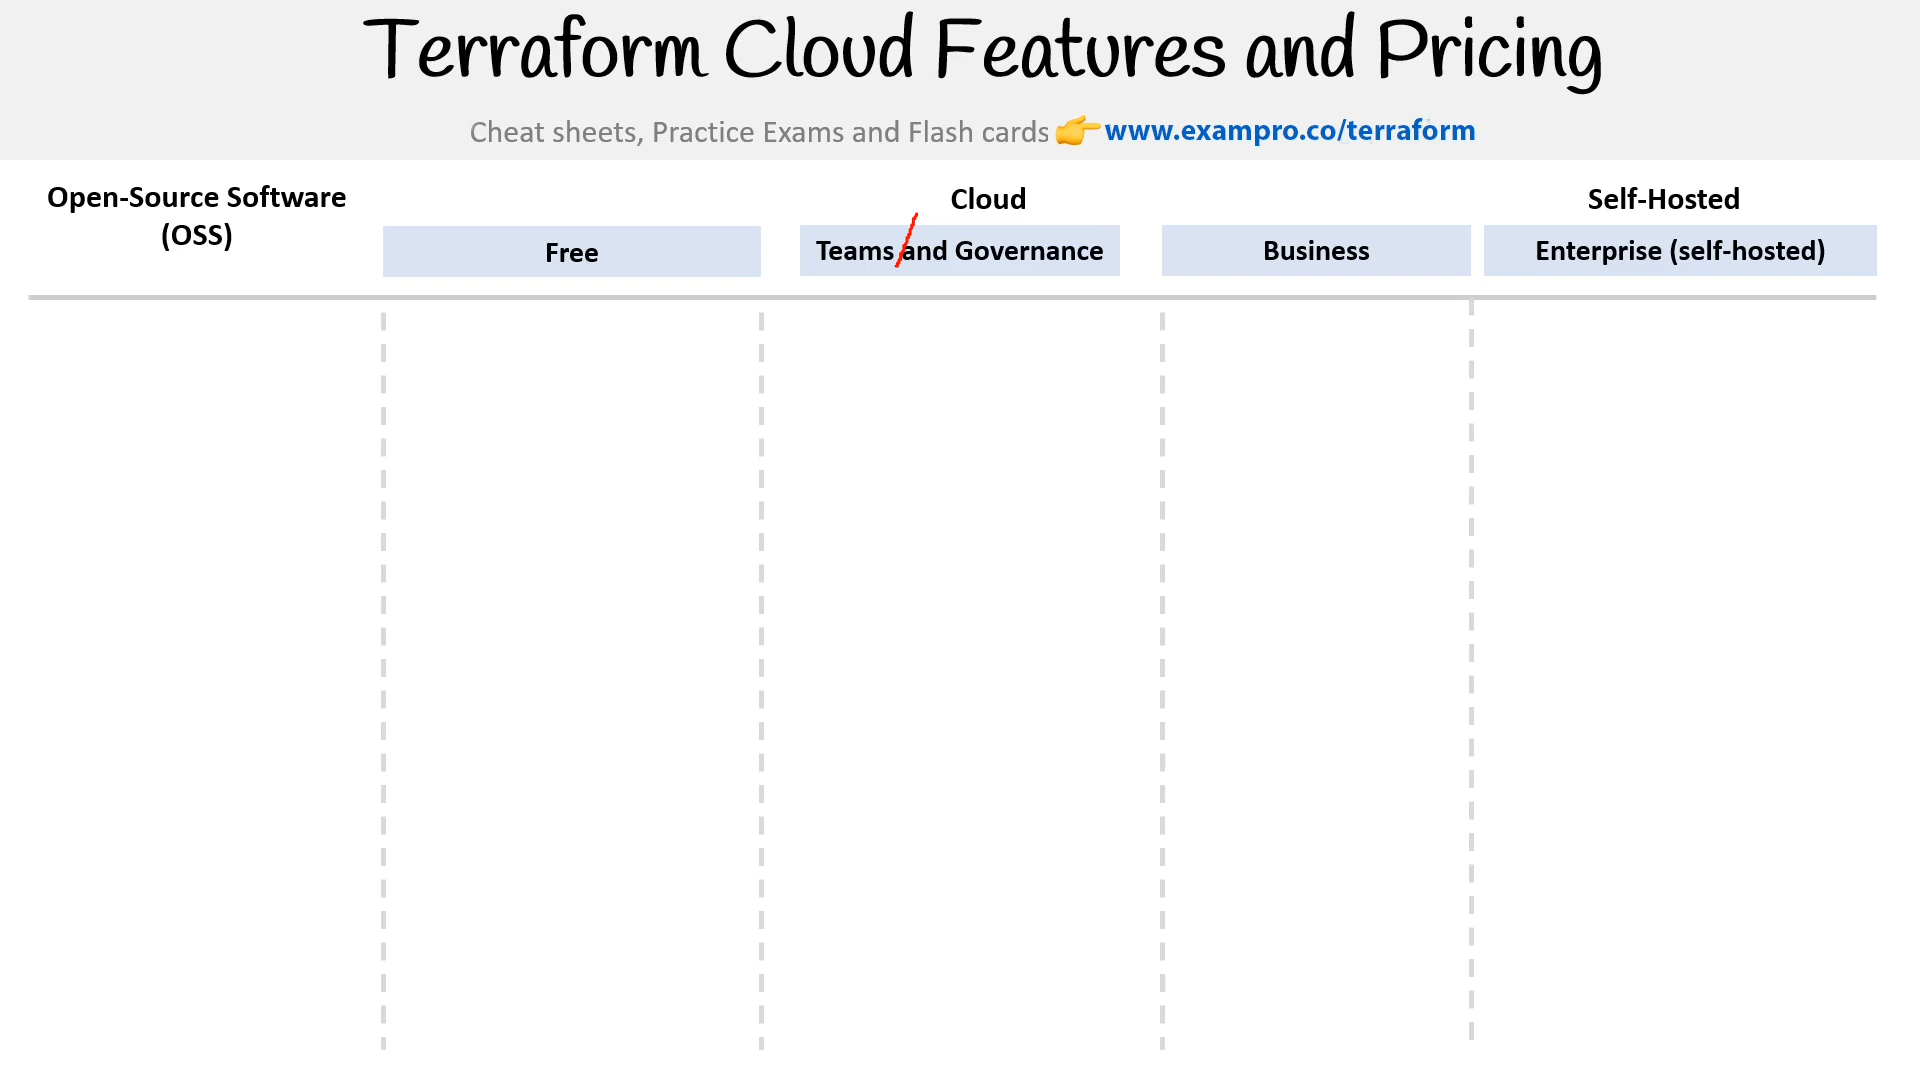 Terraform Cloud Features and Pricing
Cheat sheets, Practice Exams and Flash cards 👉 www.exampro.co/terraform
Open-Source Software
(OSS)
Cloud
Self-Hosted
Free
Teams and Governance
Business
Enterprise (self-hosted)